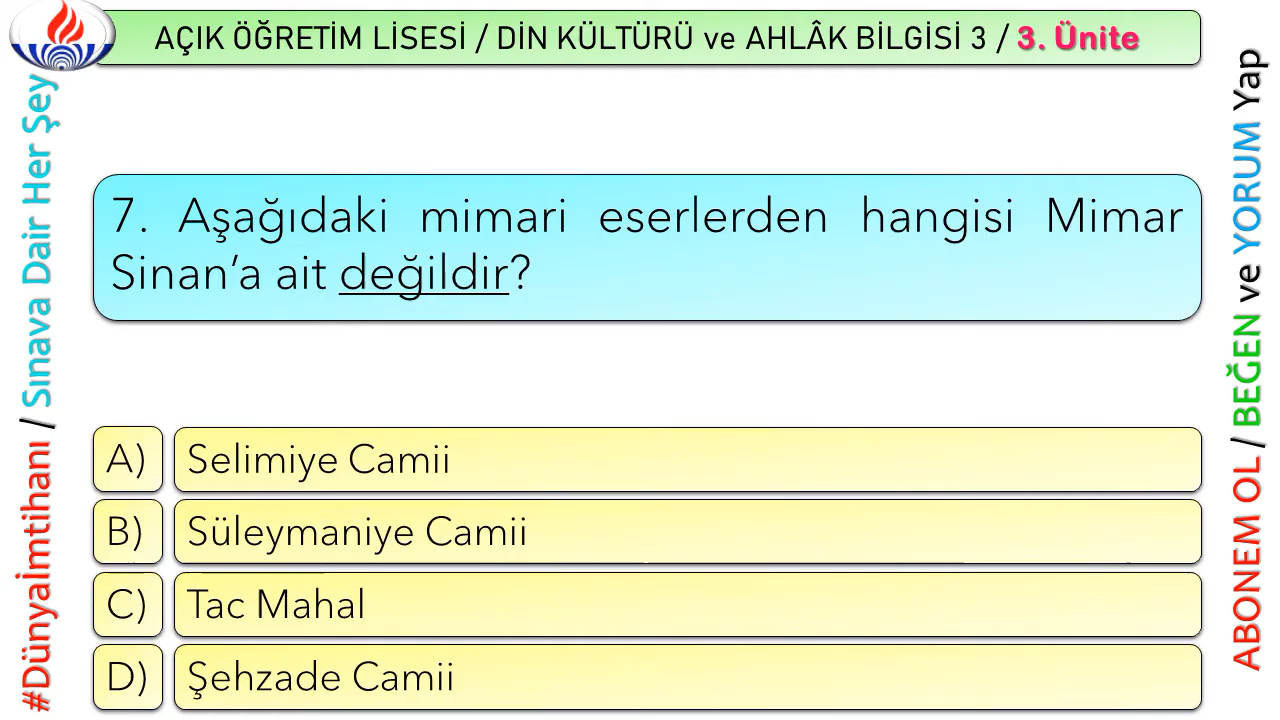 AÇIK ÖĞRETİM LİSESİ / DİN KÜLTÜRÜ ve AHLÂK BİLGİSİ 3 / 3. Ünite
#Dünyaimtihanı / Sınava Dair Her Şey
7. Aşağıdaki mimari eserlerden hangisi Mimar
Sinan’a ait değildir?
A) Selimiye Camii
B) Süleymaniye Camii
C) Tac Mahal
D) Şehzade Camii
ABONEM OL / BEĞEN ve YORUM Yap